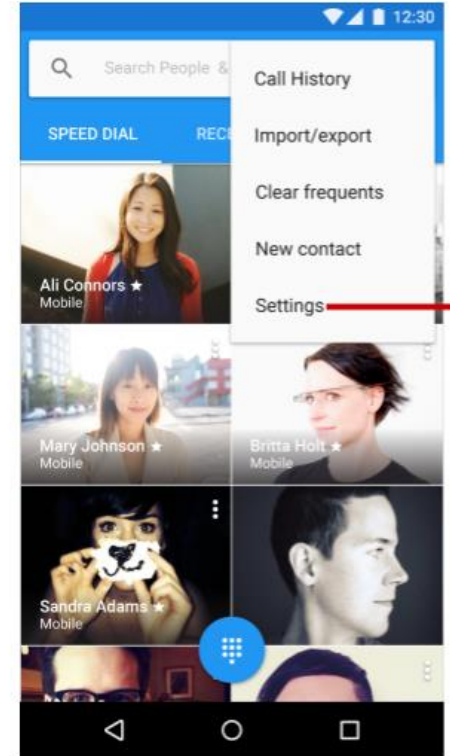 12:30
Search People &
SPEED DIAL
RECE
Call History
Import/export
Clear frequents
New contact
Settings
Ali Connors ★
Mobile
Mary Johnson ★
Mobile
Britta Holt ★
Mobile
Sandra Adams ★
Mobile